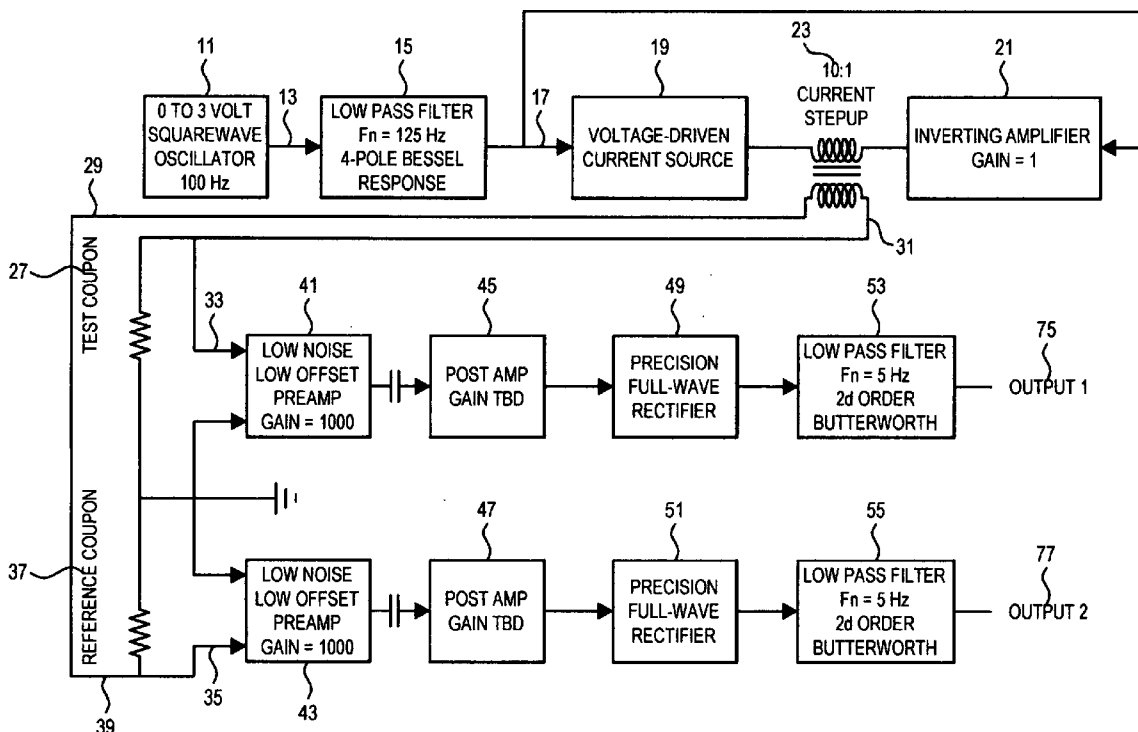 11
0 TO 3 VOLT
SQUAREWAVE
OSCILLATOR
100 Hz
13
15
LOW PASS FILTER
Fn = 125 Hz
4-POLE BESSEL
RESPONSE
17
19
VOLTAGE-DRIVEN
CURRENT SOURCE
23
10:1
CURRENT
STEPUP
21
INVERTING AMPLIFIER
GAIN = 1
29
31
27
TEST COUPON
33
41
LOW NOISE
LOW OFFSET
PREAMP
GAIN = 1000
45
POST AMP
GAIN TBD
49
PRECISION
FULL-WAVE
RECTIFIER
53
LOW PASS FILTER
Fn = 5 Hz
2d ORDER
BUTTERWORTH
75
OUTPUT 1
37
REFERENCE COUPON
39
35
LOW NOISE
LOW OFFSET
PREAMP
GAIN = 1000
43
47
POST AMP
GAIN TBD
51
PRECISION
FULL-WAVE
RECTIFIER
55
LOW PASS FILTER
Fn = 5 Hz
2d ORDER
BUTTERWORTH
77
OUTPUT 2